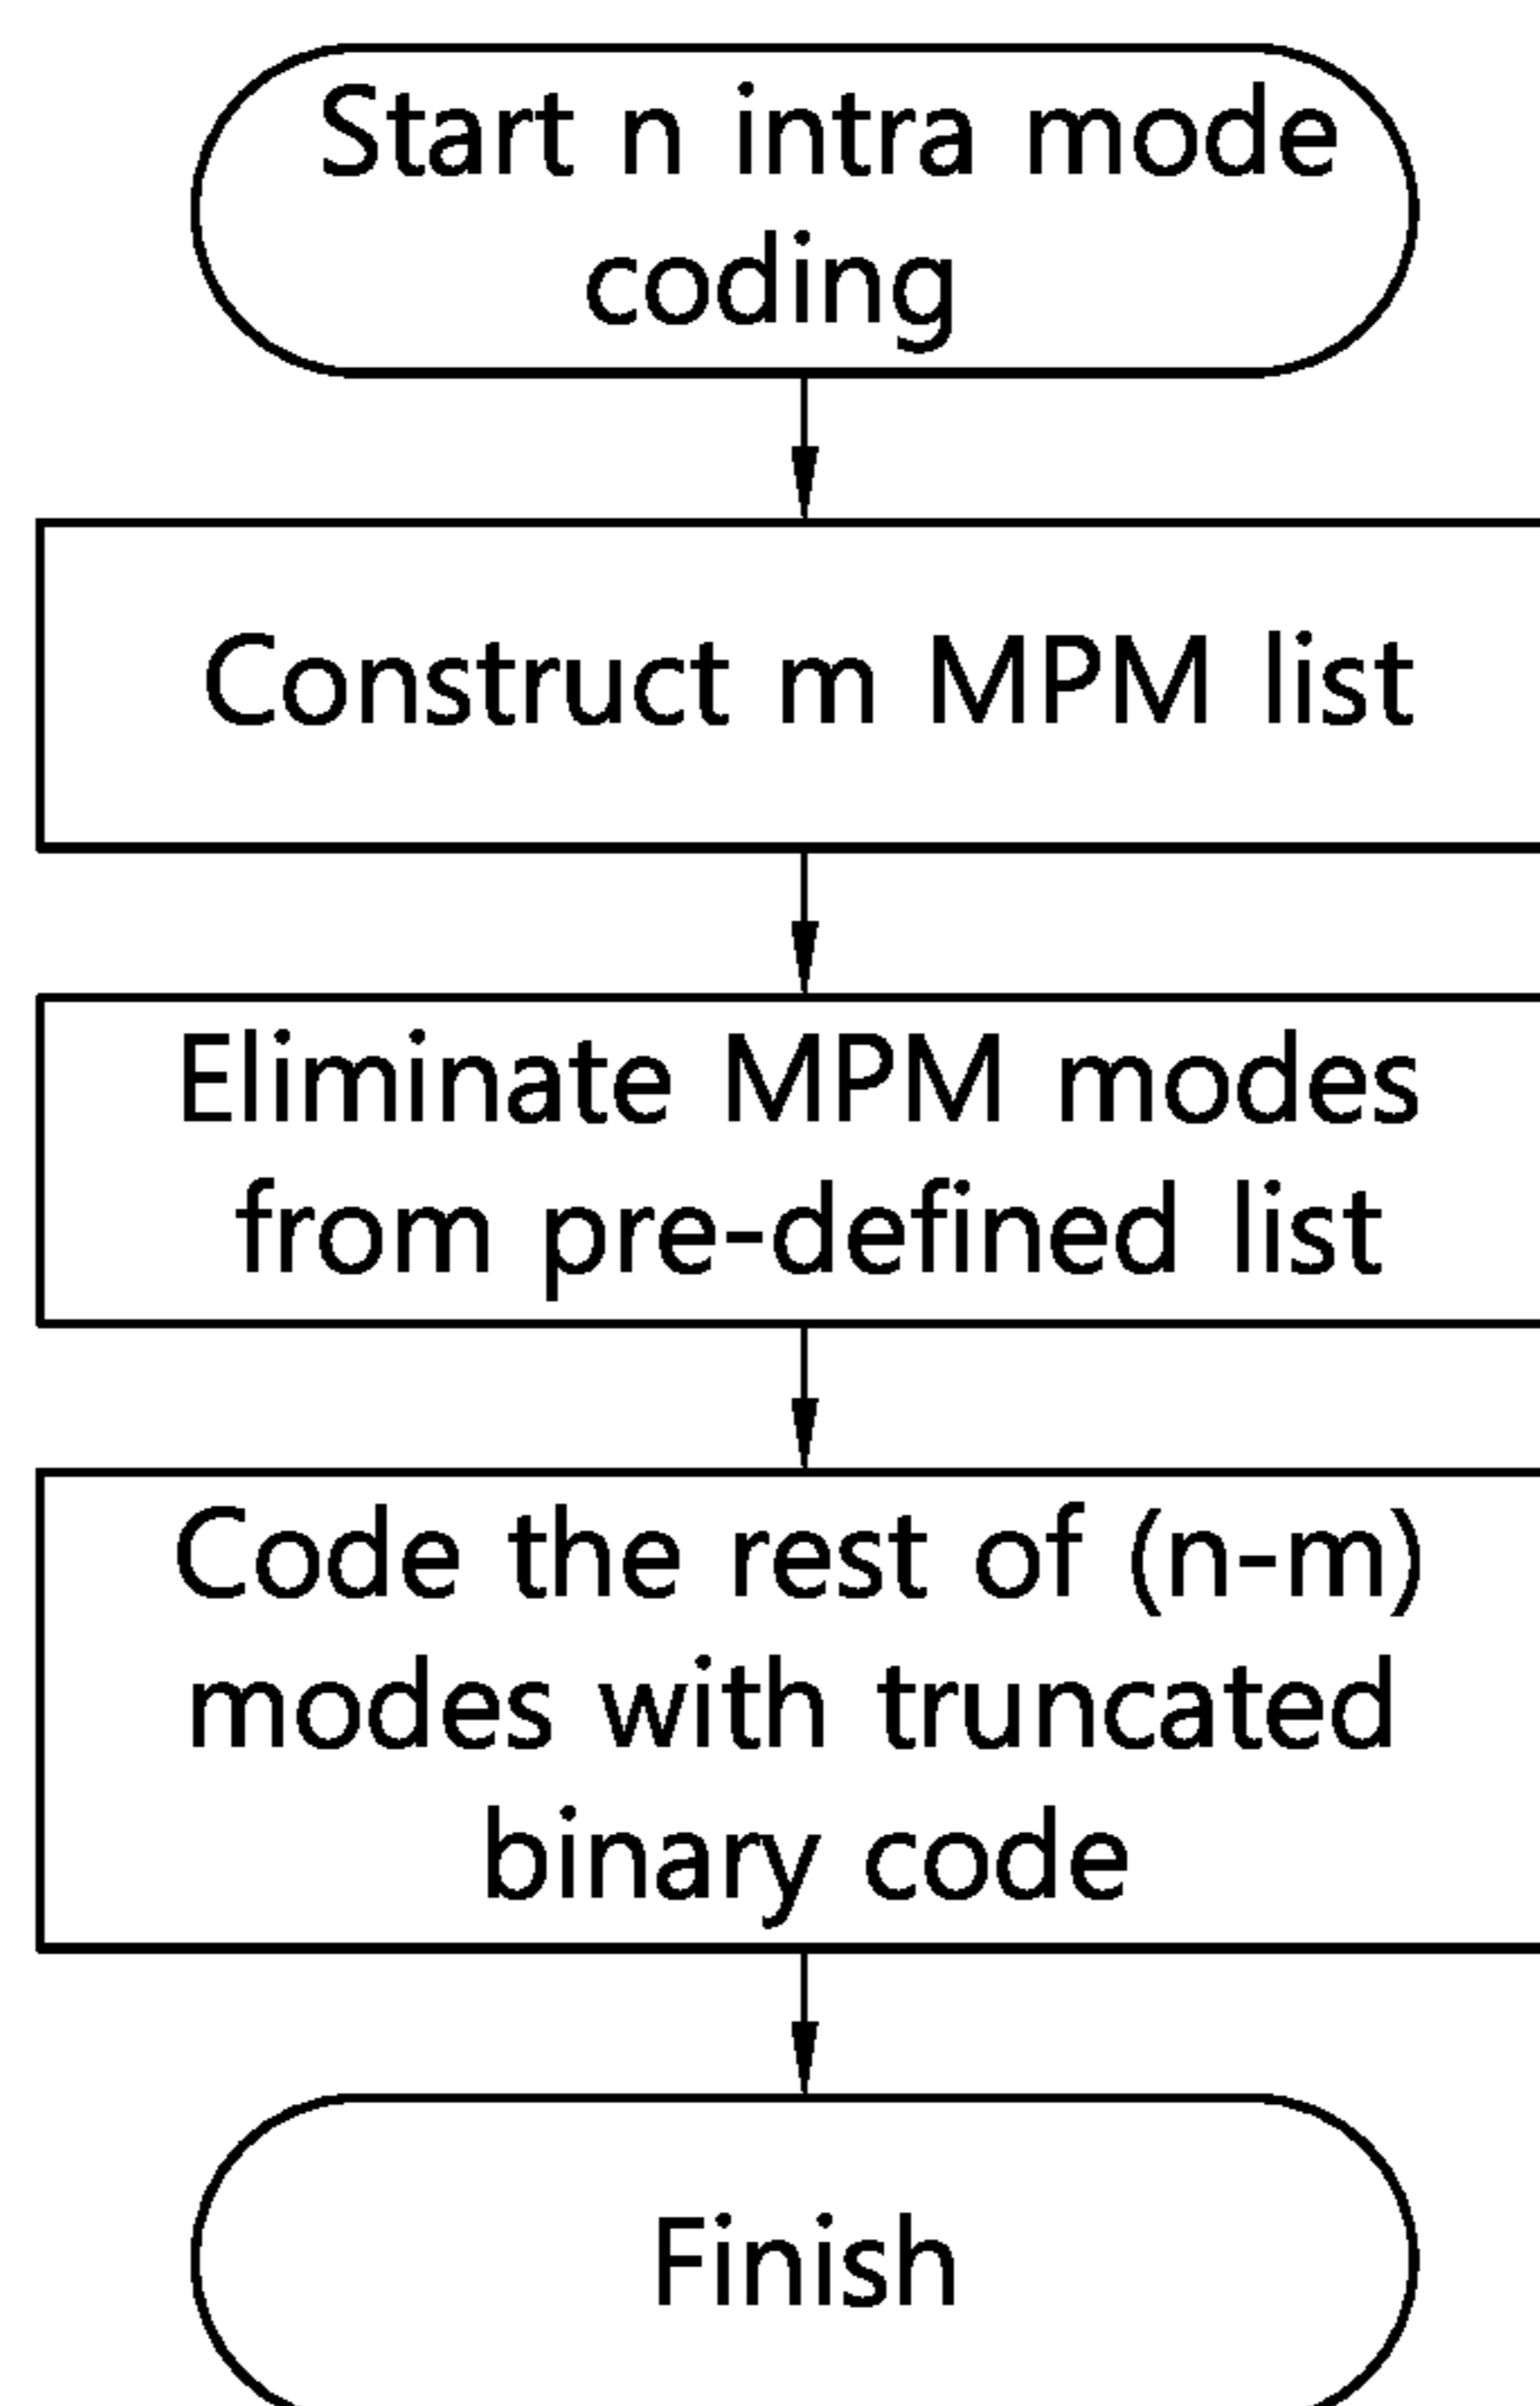 Start n intra mode
coding
Construct m MPM list
Eliminate MPM modes
from pre-defined list
Code the rest of (n-m)
modes with truncated
binary code
Finish